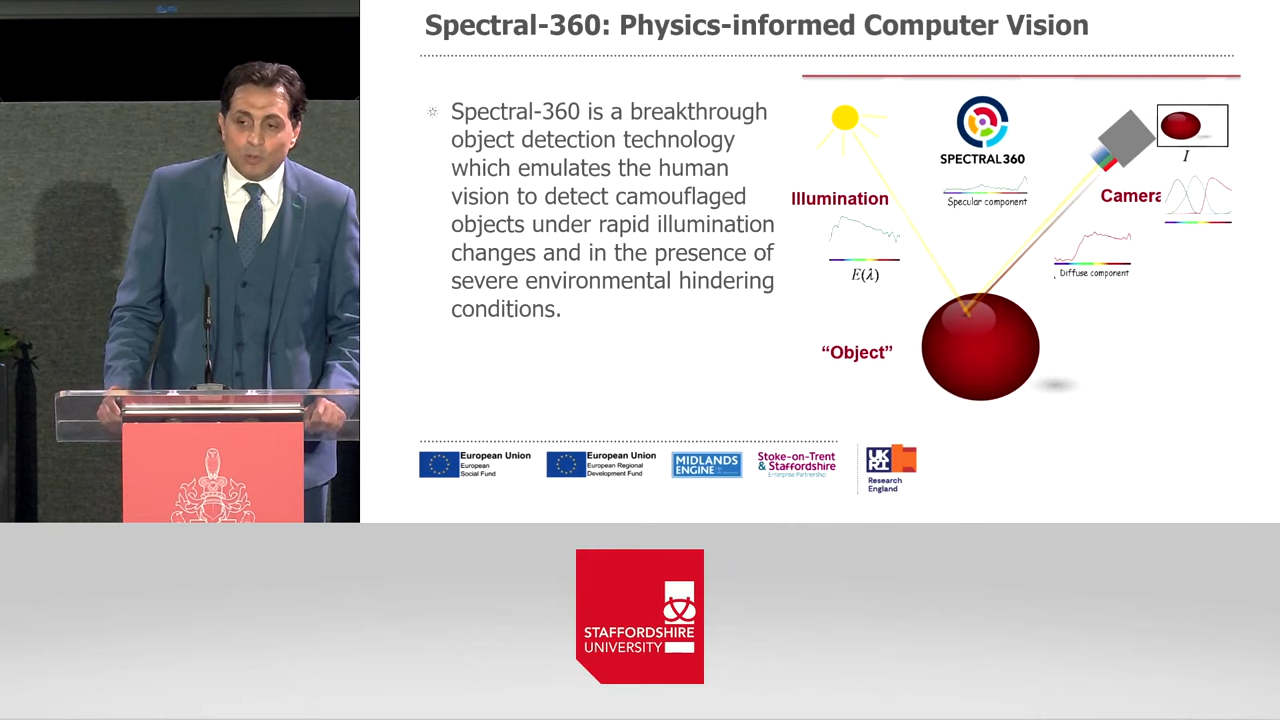 Spectral-360: Physics-informed Computer Vision
Spectral-360 is a breakthrough
object detection technology
which emulates the human
vision to detect camouflaged
objects under rapid illumination
changes and in the presence of
severe environmental hindering
conditions.
SPECTRAL360
Specular component
Illumination
E(λ)
Camera
I
Diffuse component
“Object”
European Union
European
Social Fund
European Union
European Regional
Development Fund
MIDLANDS
ENGINE
Stoke-on-Trent
& Staffordshire
Enterprise Partnership
UK
RI
Research
England
STAFFORDSHIRE
UNIVERSITY